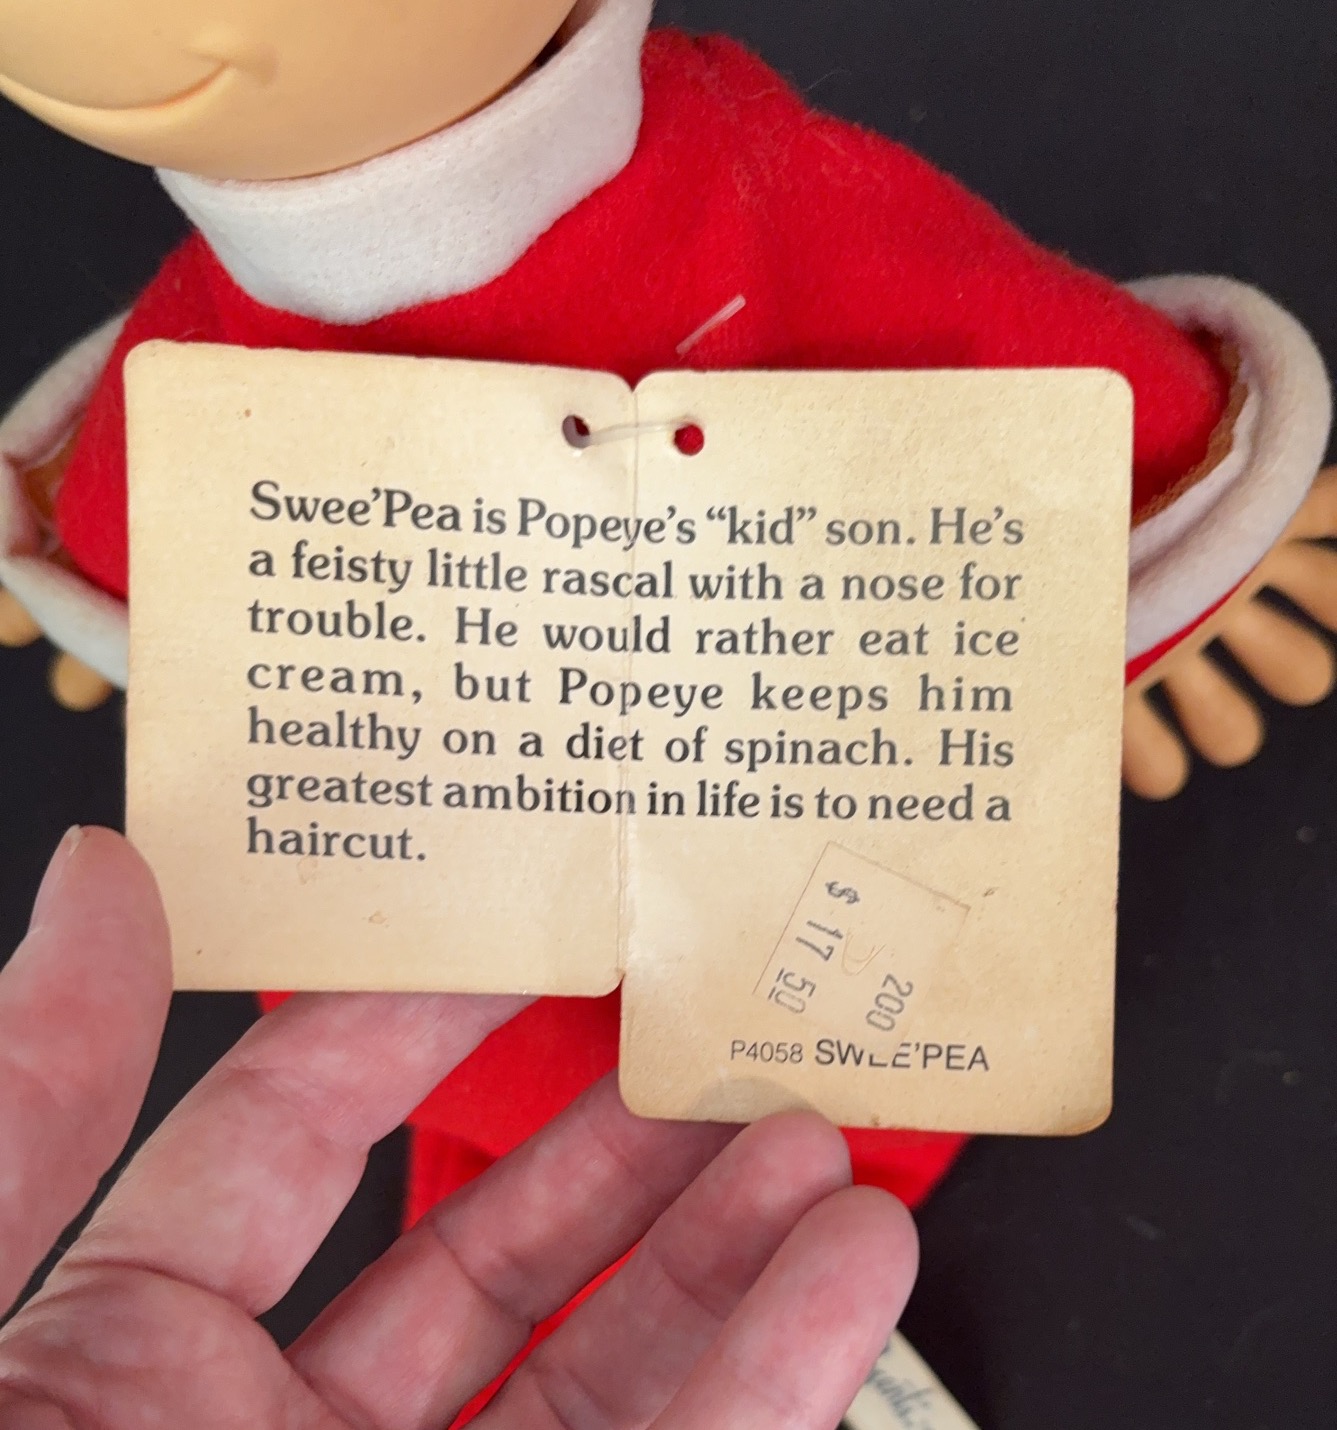 Swee'Pea is Popeye's “kid” son. He's
a feisty little rascal with a nose for
trouble. He would rather eat ice
cream, but Popeye keeps him
healthy on a diet of spinach. His
greatest ambition in life is to need a
haircut.
$ 17 50
200
P4058 SWEE'PEA